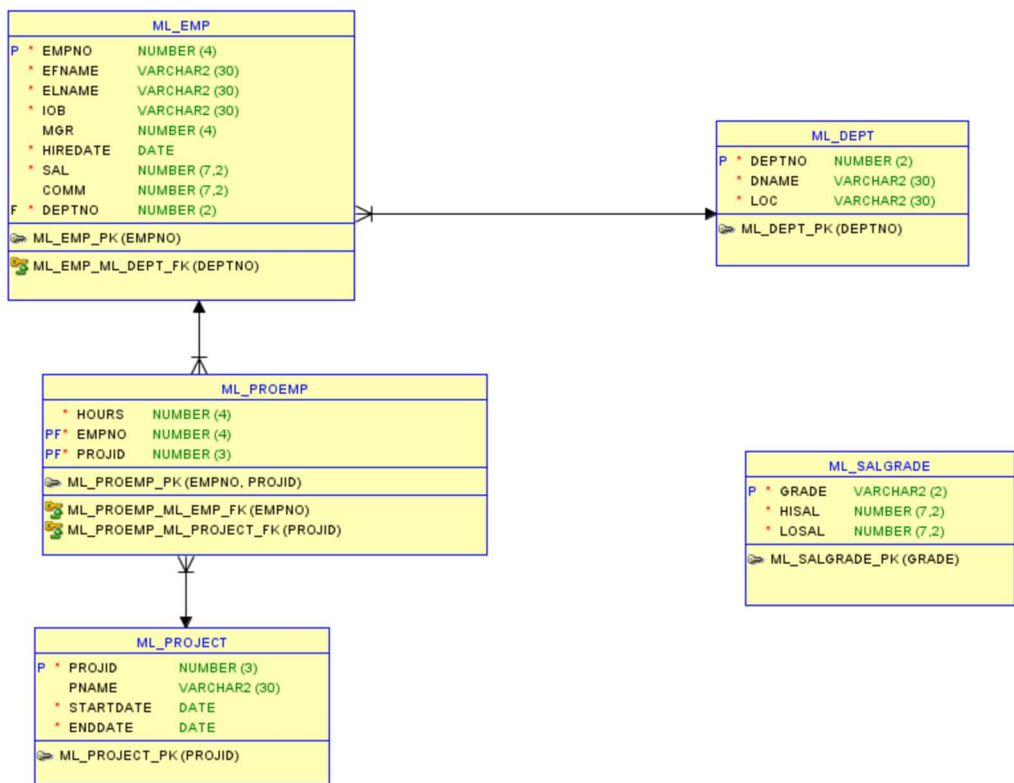 ML_EMP
P * EMPNO NUMBER (4)
* EFNAME VARCHAR2 (30)
* ELNAME VARCHAR2 (30)
* IOB VARCHAR2 (30)
MGR NUMBER (4)
* HIREDATE DATE
* SAL NUMBER (7,2)
COMM NUMBER (7,2)
F * DEPTNO NUMBER (2)
ML_EMP_PK (EMPNO)
ML_EMP_ML_DEPT_FK (DEPTNO)
ML_DEPT
P * DEPTNO NUMBER (2)
* DNAME VARCHAR2 (30)
* LOC VARCHAR2 (30)
ML_DEPT_PK (DEPTNO)
ML_PROEMP
* HOURS NUMBER (4)
PF* EMPNO NUMBER (4)
PF* PROJID NUMBER (3)
ML_PROEMP_PK (EMPNO, PROJID)
ML_PROEMP_ML_EMP_FK (EMPNO)
ML_PROEMP_ML_PROJECT_FK (PROJID)
ML_SALGRADE
P * GRADE VARCHAR2 (2)
* HISAL NUMBER (7,2)
* LOSAL NUMBER (7,2)
ML_SALGRADE_PK (GRADE)
ML_PROJECT
P * PROJID NUMBER (3)
PNAME VARCHAR2 (30)
* STARTDATE DATE
* ENDDATE DATE
ML_PROJECT_PK (PROJID)